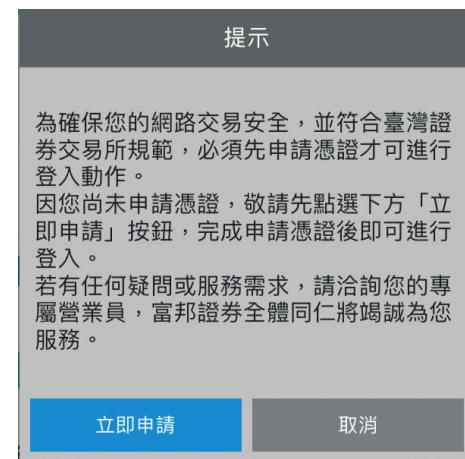 提示
為確保您的網路交易安全，並符合臺灣證
券交易所規範，必須先申請憑證才可進行
登入動作。
因您尚未申請憑證，敬請先點選下方「立
即申請」按鈕，完成申請憑證後即可進行
登入。
若有任何疑問或服務需求，請洽詢您的專
屬營業員，富邦證券全體同仁將竭誠為您
服務。
立即申請
取消